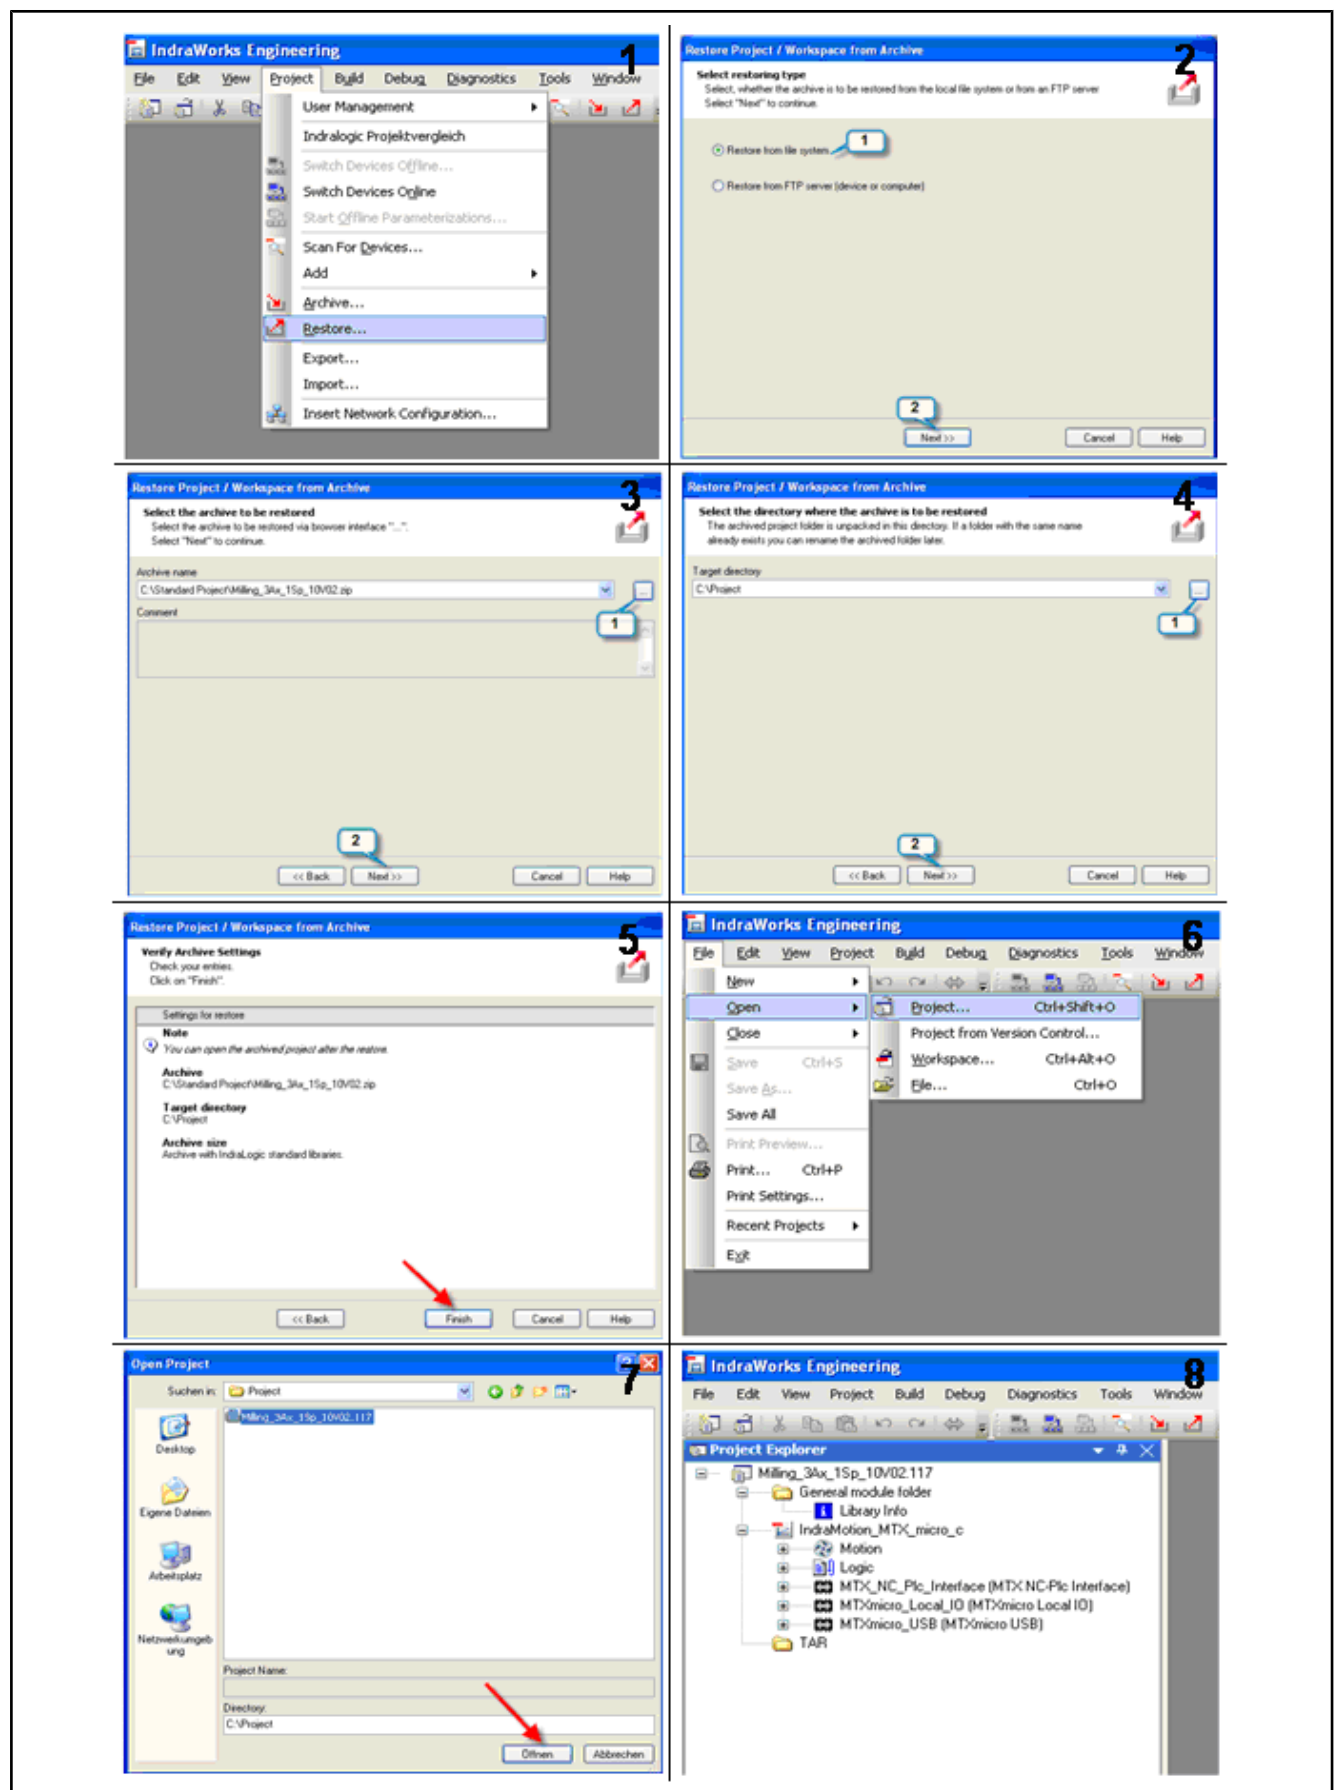 IndraWorks Engineering
1
File Edit View Project Build Debug Diagnostics Tools Window
User Management
Indralogic Projektvergleich
Switch Devices Offline...
Switch Devices Online
Start Offline Parameterizations...
Scan For Devices...
Add
Archive...
Restore...
Export...
Import...
Insert Network Configuration...
Restore Project / Workspace from Archive
2
Select restoring type
Select, whether the archive is to be restored from the local file system or from an FTP server
Select "Next" to continue.
Restore from file system
1
Restore from FTP server (device or computer)
2
Next >> Cancel Help
Restore Project / Workspace from Archive
3
Select the archive to be restored
Select the archive to be restored via browser interface "...".
Select "Next" to continue.
Archive name
C:\Standard Project\Milling_3Ax_1Sp_10V02.zip
...
Comment
1
2
<< Back Next >> Cancel Help
Restore Project / Workspace from Archive
4
Select the directory where the archive is to be restored
The archived project folder is unpacked in this directory. If a folder with the same name
already exists you can rename the archived folder later.
Target directory
C:\Project
...
1
2
<< Back Next >> Cancel Help
Restore Project / Workspace from Archive
5
Verify Archive Settings
Check your entries.
Click on "Finish".
Settings for restore
Note
You can open the archived project after the restore.
Archive
C:\Standard Project\Milling_3Ax_1Sp_10V02.zip
Target directory
C:\Project
Archive size
Archive with IndraLogic standard libraries.
<< Back Finish Cancel Help
IndraWorks Engineering
6
File Edit View Project Build Debug Diagnostics Tools Window
New
Open
Close
Save Ctrl+S
Save As...
Save All
Print Preview...
Print... Ctrl+P
Print Settings...
Recent Projects
Exit
Project... Ctrl+Shift+O
Project from Version Control...
Workspace... Ctrl+Alt+O
File... Ctrl+O
Open Project
7
Suchen in: Project
Milling_3Ax_1Sp_10V02.117
Desktop
Eigene Dateien
Arbeitsplatz
Netzwerkumgeb
ung
Project Name:
Directory:
C:\Project
Öffnen Abbrechen
IndraWorks Engineering
8
File Edit View Project Build Debug Diagnostics Tools Window
Project Explorer
Milling_3Ax_1Sp_10V02.117
General module folder
Library Info
IndraMotion_MTX_micro_c
Motion
Logic
MTX_NC_Plc_Interface (MTX NC-Plc Interface)
MTXmicro_Local_IO (MTXmicro Local IO)
MTXmicro_USB (MTXmicro USB)
TAR